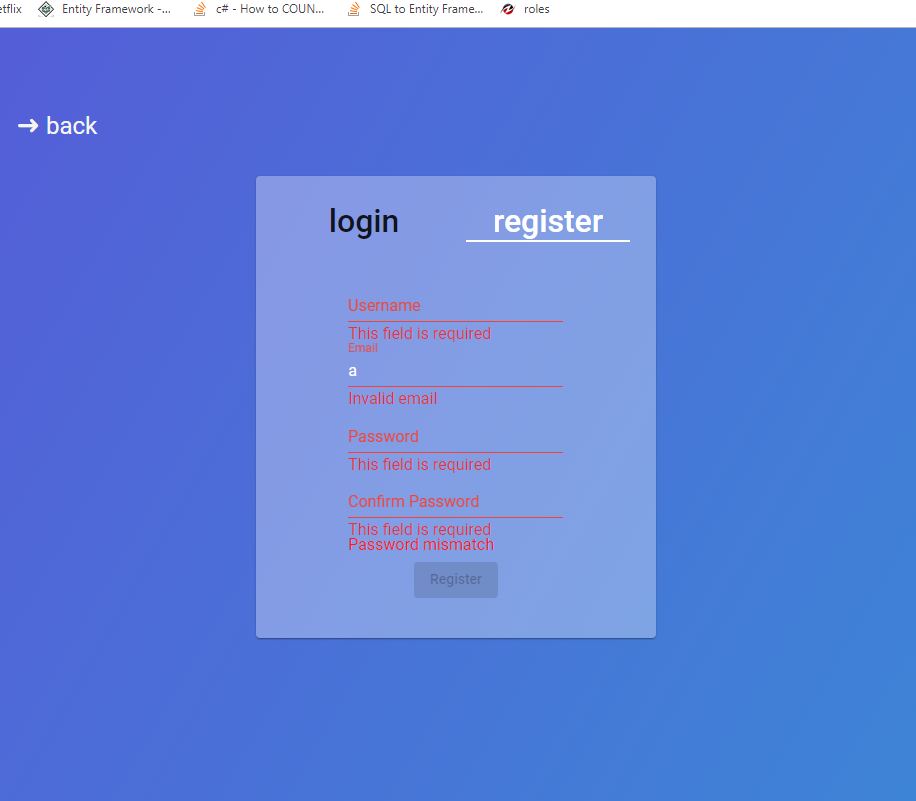 etflix Entity Framework -... c# - How to COUN... SQL to Entity Frame... roles
➔ back
login register
Username
This field is required
Email
a
Invalid email
Password
This field is required
Confirm Password
This field is required
Password mismatch
Register